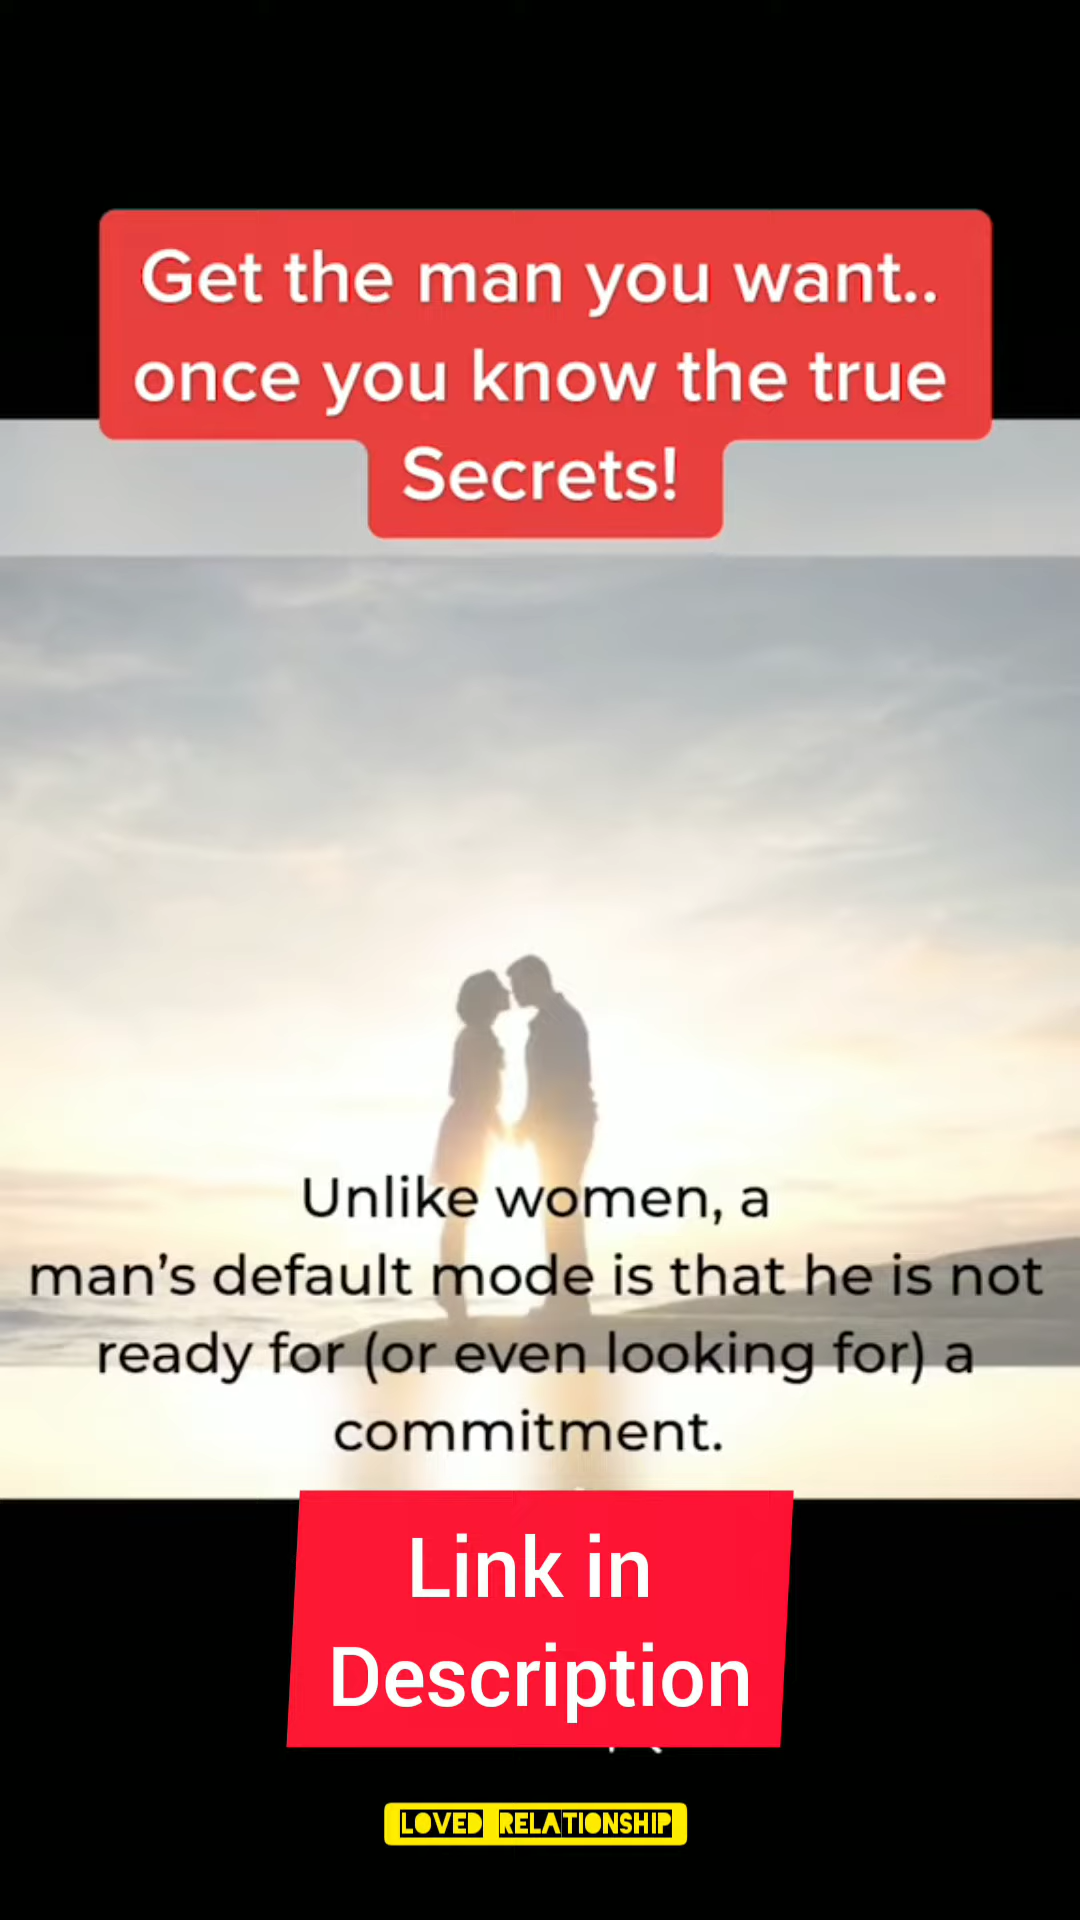 Get the man you want..
once you know the true
Secrets!
Unlike women, a
man’s default mode is that he is not
ready for (or even looking for) a
commitment.
Link in
Description
LOVED RELATIONSHIP